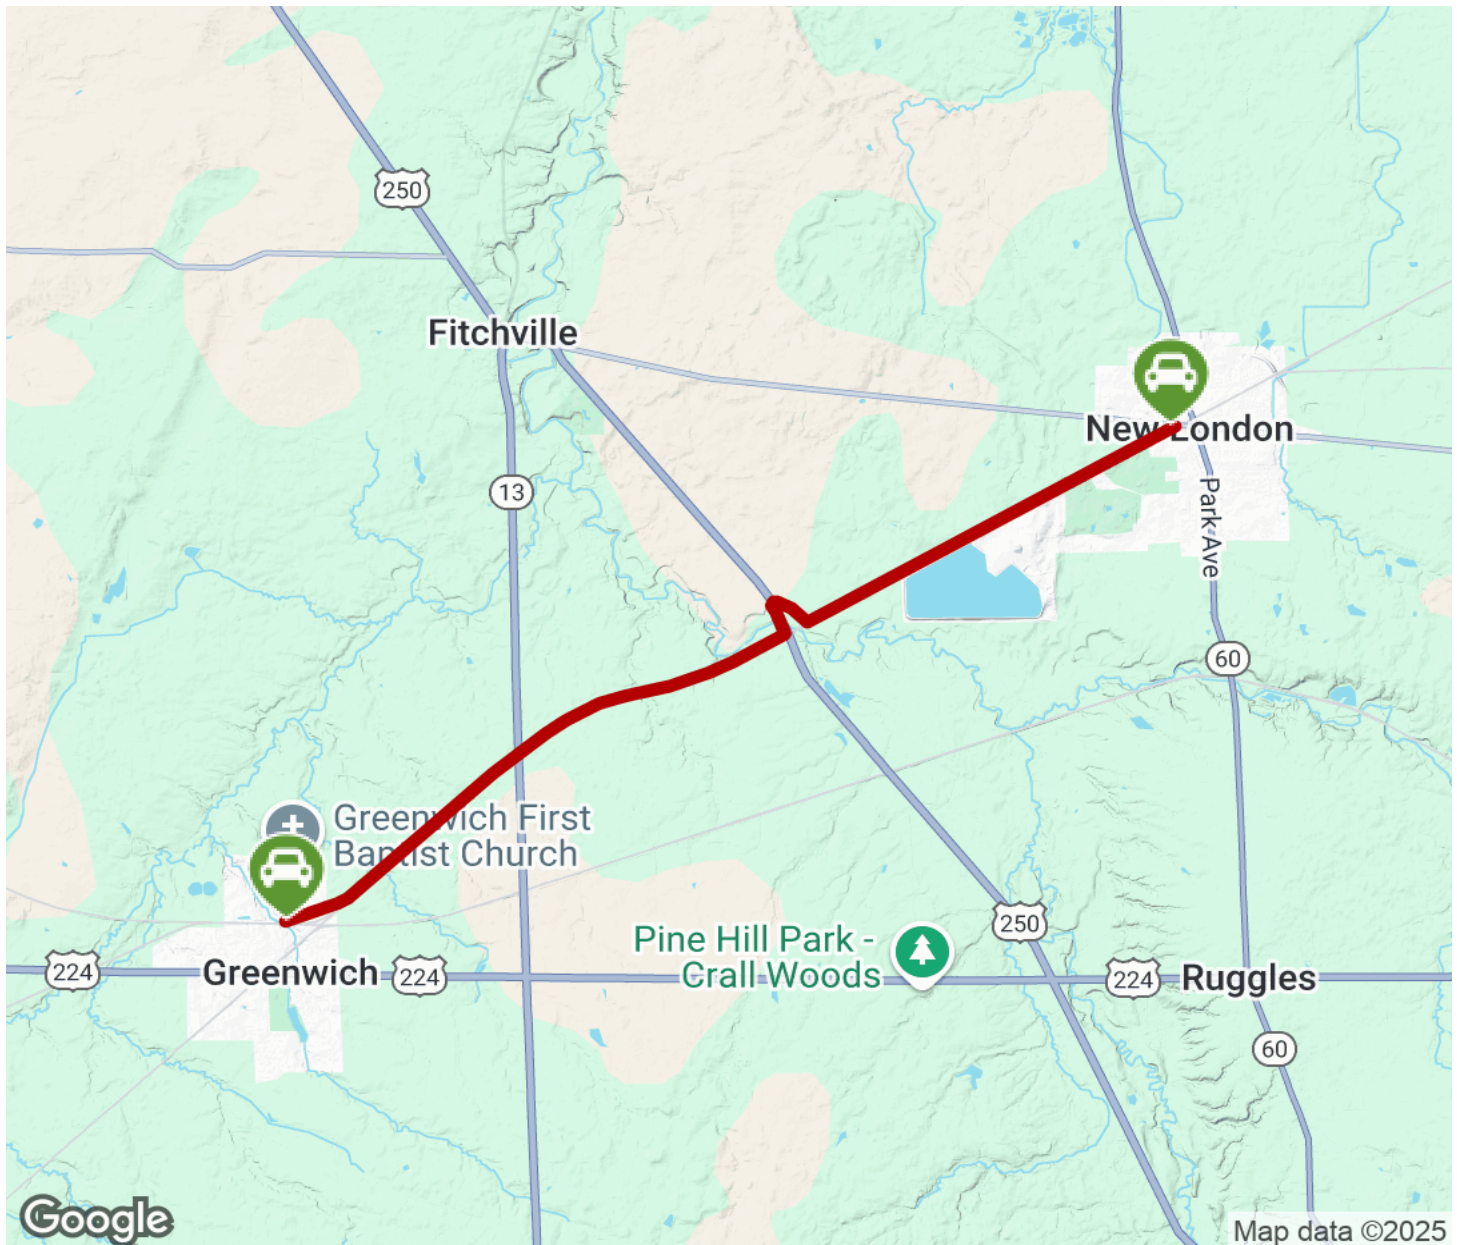 250
Fitchville
New London
13
Park Ave
60
Greenwich First
Baptist Church
250
Pine Hill Park -
Crall Woods
224
Greenwich
224
224
Ruggles
60
Google
Map data ©2025